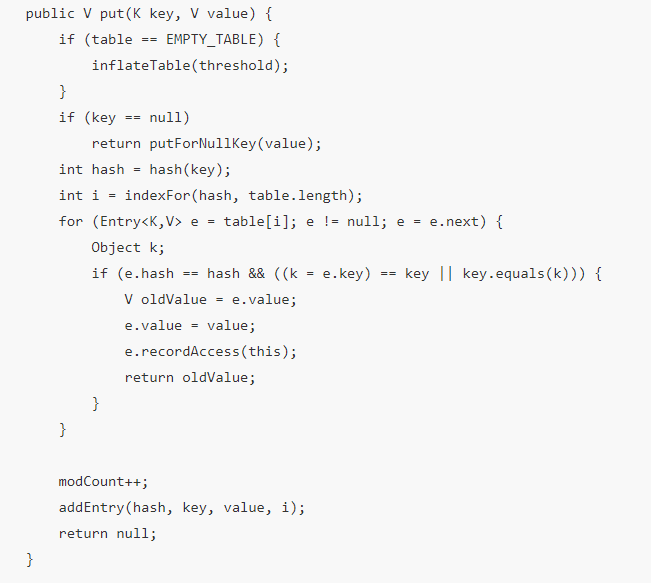 public V put(K key, V value) {
    if (table == EMPTY_TABLE) {
        inflateTable(threshold);
    }
    if (key == null)
        return putForNullKey(value);
    int hash = hash(key);
    int i = indexFor(hash, table.length);
    for (Entry<K,V> e = table[i]; e != null; e = e.next) {
        Object k;
        if (e.hash == hash && ((k = e.key) == key || key.equals(k))) {
            V oldValue = e.value;
            e.value = value;
            e.recordAccess(this);
            return oldValue;
        }
    }

    modCount++;
    addEntry(hash, key, value, i);
    return null;
}